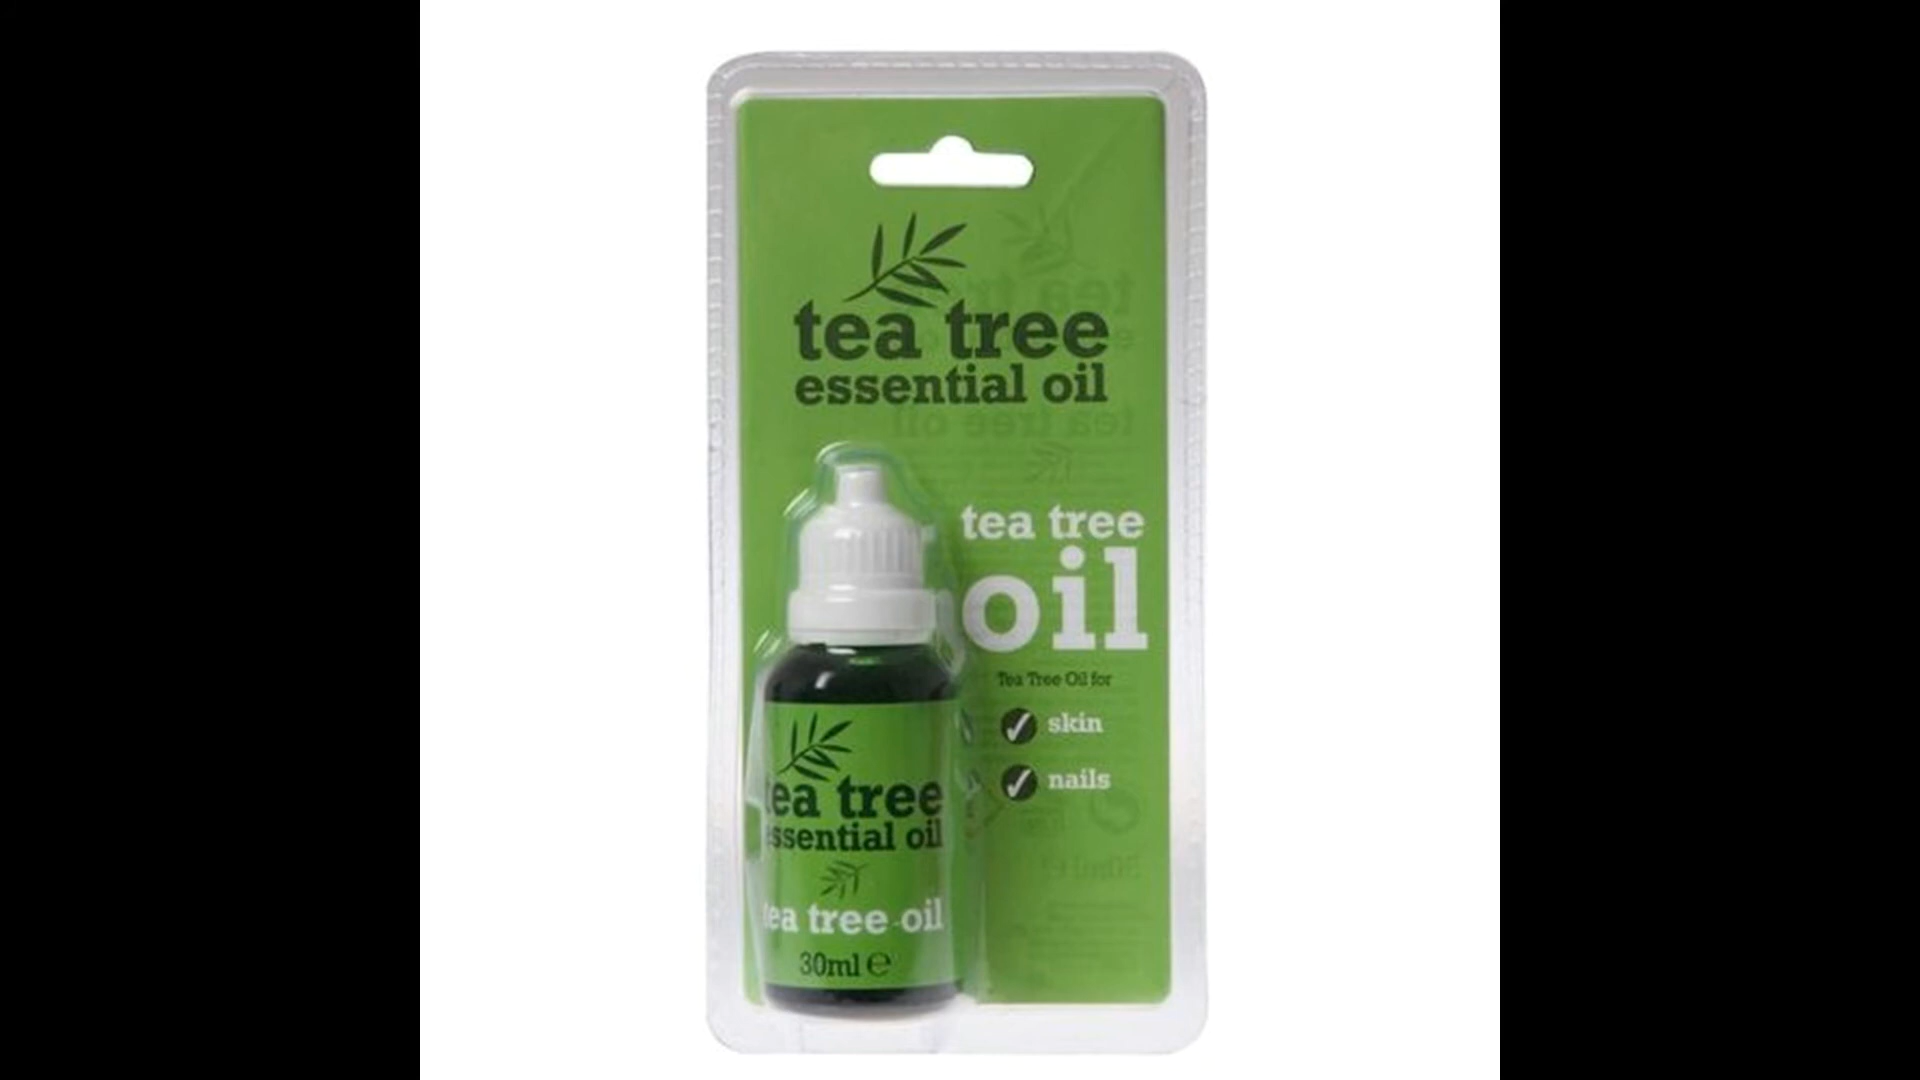 tea tree
essential oil
tea tree
oil
Tea Tree Oil for
skin
nails
tea tree
essential oil
tea tree oil
30ml e